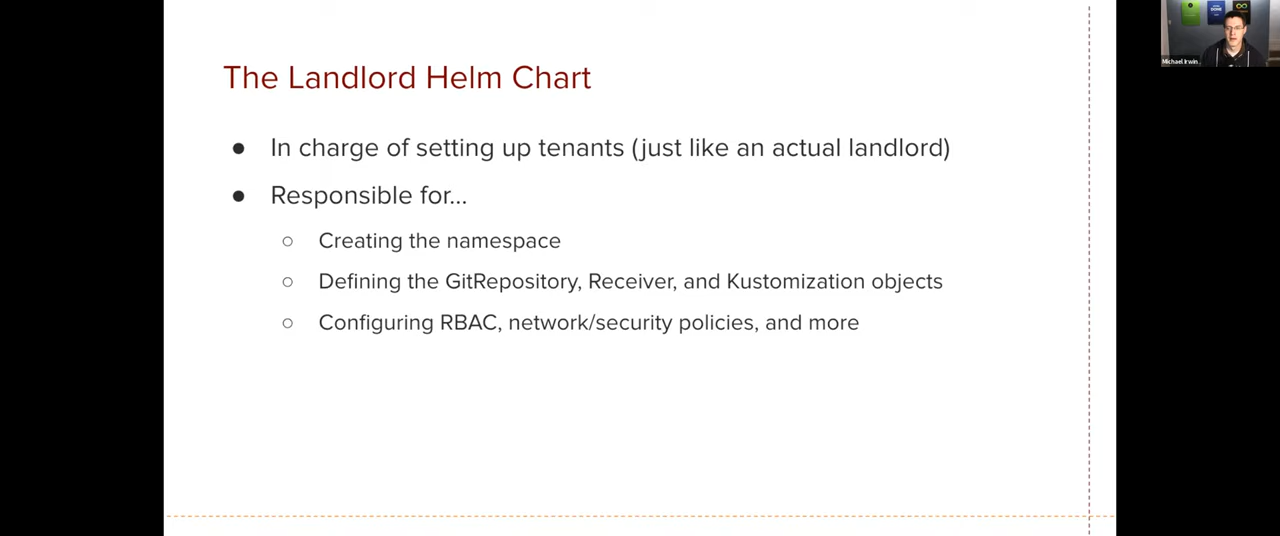 The Landlord Helm Chart
● In charge of setting up tenants (just like an actual landlord)
● Responsible for...
○ Creating the namespace
○ Defining the GitRepository, Receiver, and Kustomization objects
○ Configuring RBAC, network/security policies, and more
Michael Irwin